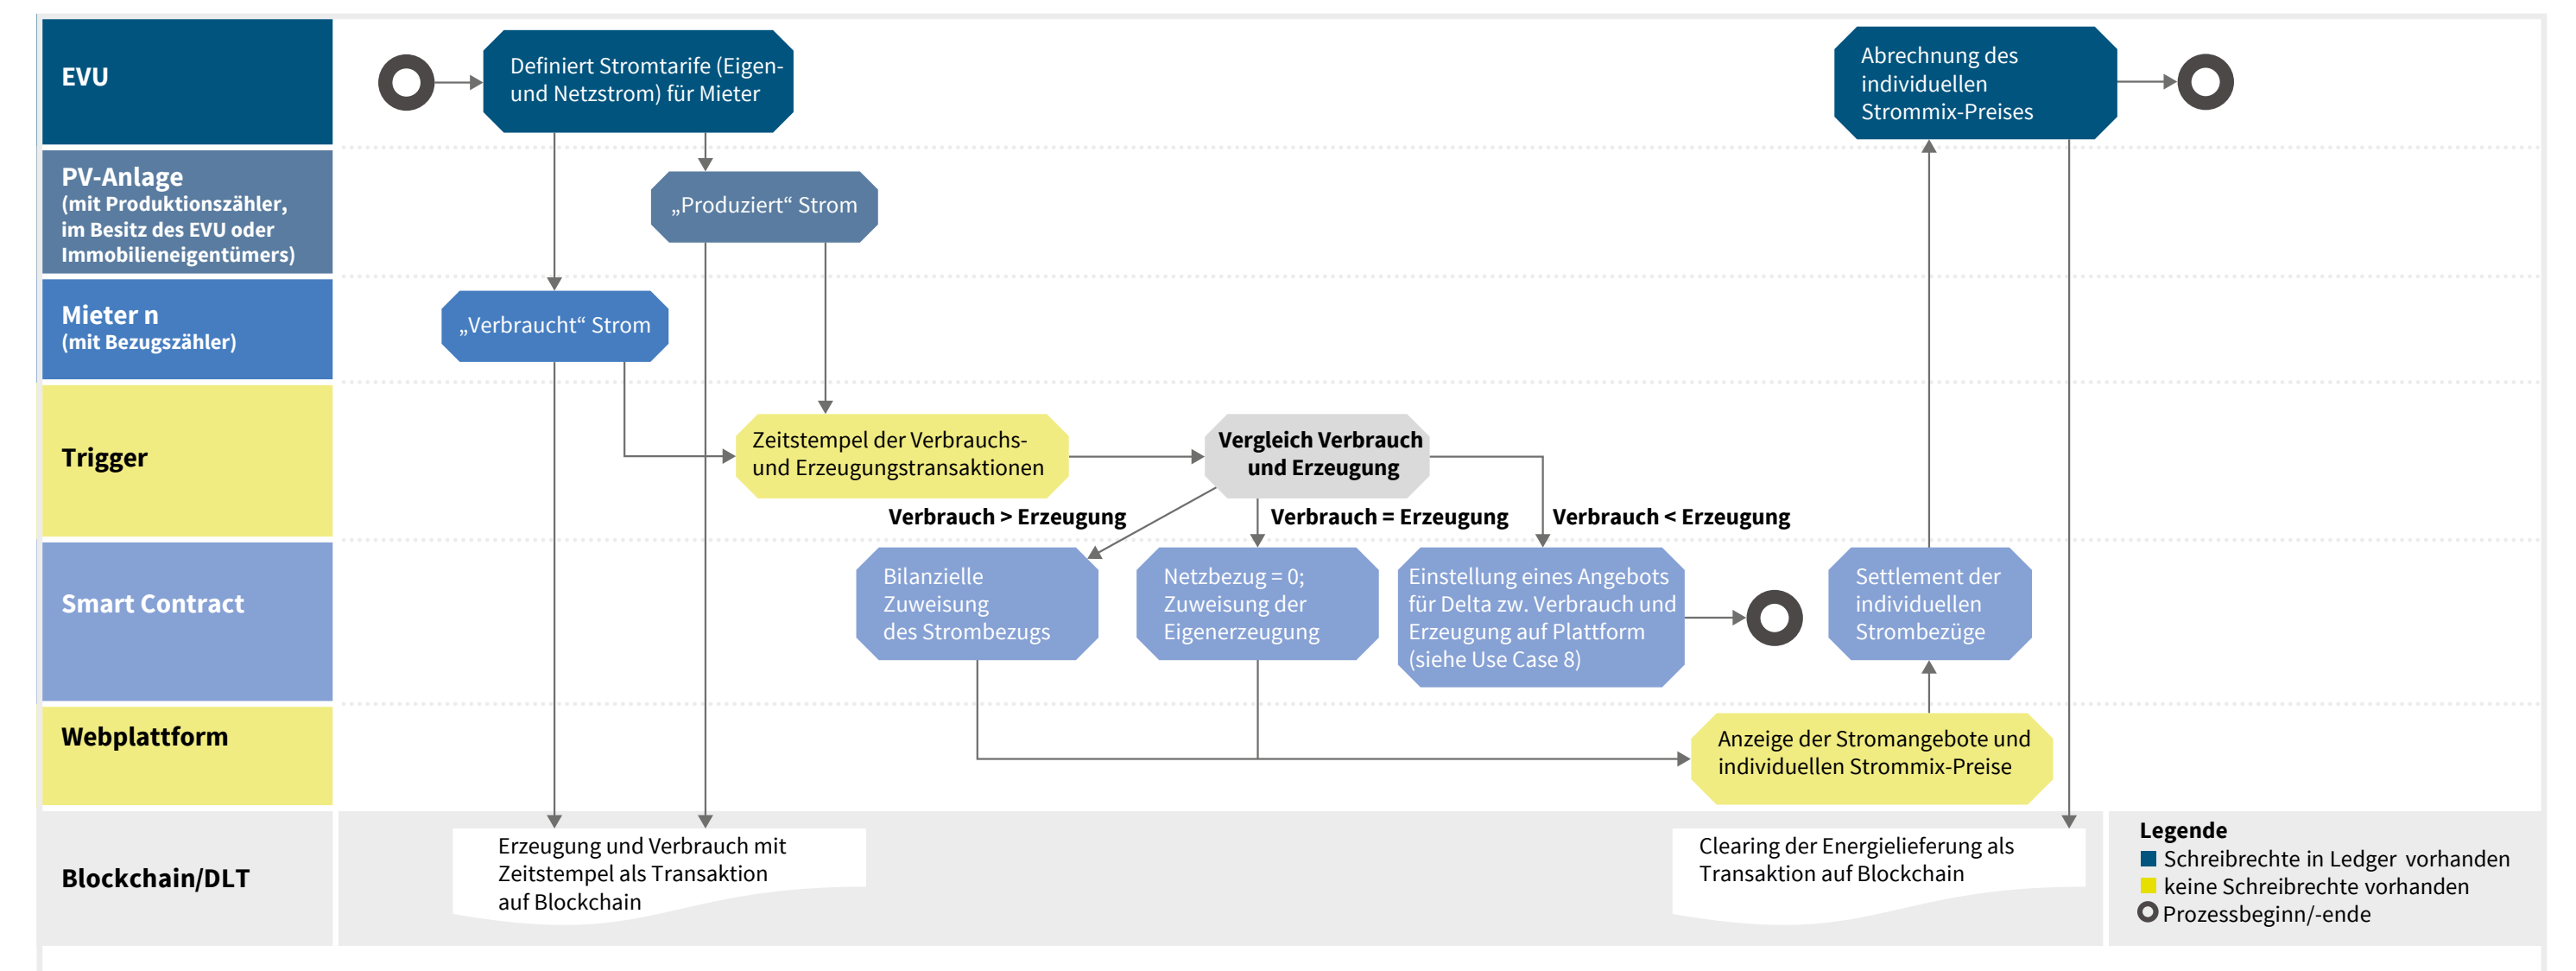 EVU
Definiert Stromtarife (Eigen-
und Netzstrom) für Mieter
Abrechnung des
individuellen
Strommix-Preises
PV-Anlage
(mit Produktionszähler,
im Besitz des EVU oder
Immobilieneigentümers)
„Produziert“ Strom
Mieter n
(mit Bezugszähler)
„Verbraucht“ Strom
Trigger
Zeitstempel der Verbrauchs-
und Erzeugungstransaktionen
Vergleich Verbrauch
und Erzeugung
Verbrauch > Erzeugung
Verbrauch = Erzeugung
Verbrauch < Erzeugung
Smart Contract
Bilanzielle
Zuweisung
des Strombezugs
Netzbezug = 0;
Zuweisung der
Eigenerzeugung
Einstellung eines Angebots
für Delta zw. Verbrauch und
Erzeugung auf Plattform
(siehe Use Case 8)
Settlement der
individuellen
Strombezüge
Webplattform
Anzeige der Stromangebote und
individuellen Strommix-Preise
Blockchain/DLT
Erzeugung und Verbrauch mit
Zeitstempel als Transaktion
auf Blockchain
Clearing der Energielieferung als
Transaktion auf Blockchain
Legende
Schreibrechte in Ledger vorhanden
keine Schreibrechte vorhanden
Prozessbeginn/-ende